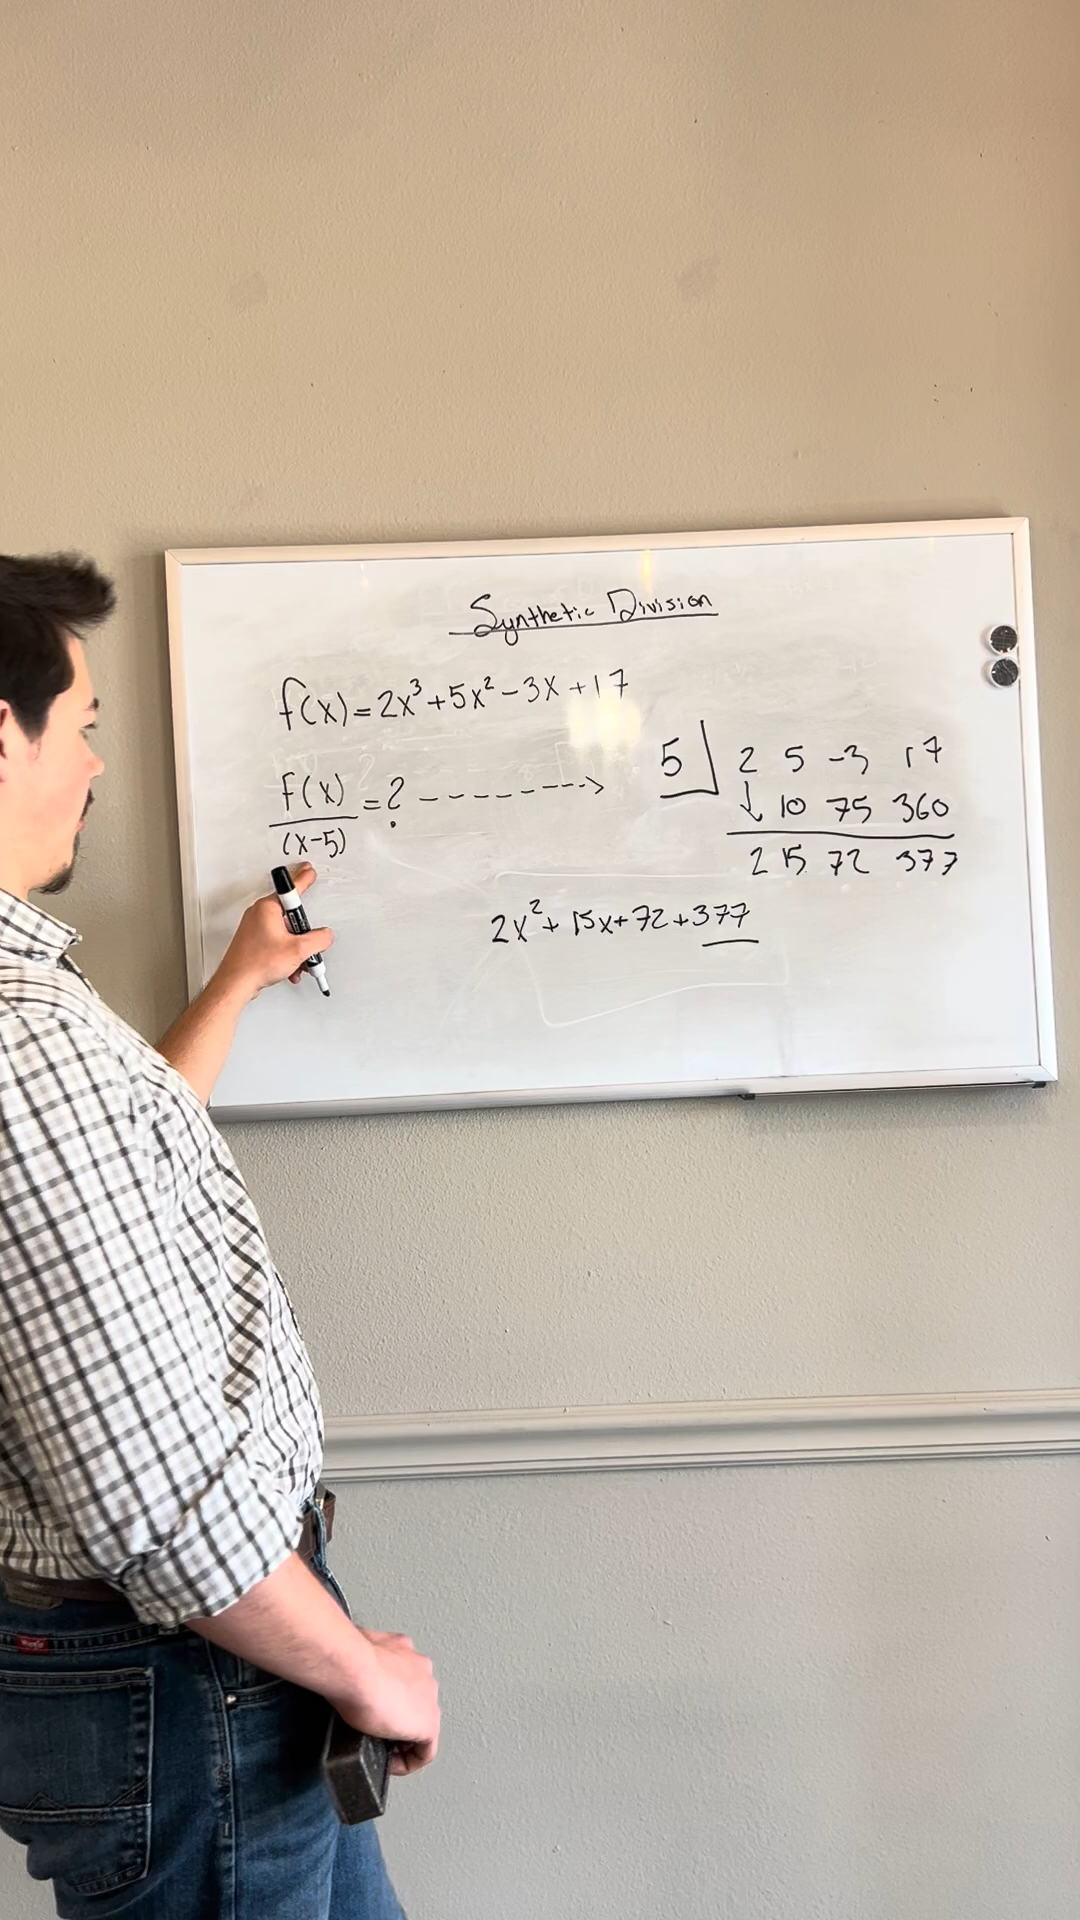 Synthetic Division
f(x)=2x³+5x²-3x+17
f(x)
(x-5)
=? -------->
5 | 2 5 -3 17
↓ 10 75 360
2 15 72 377
2x²+15x+72+377
Wrangler